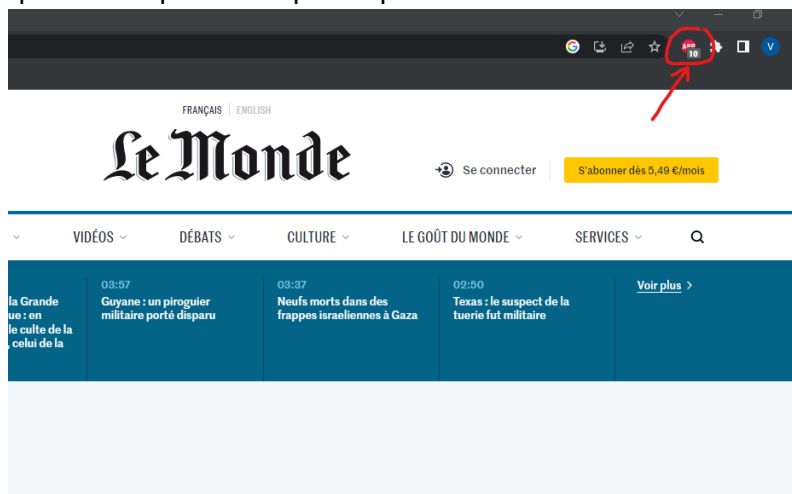 ABP
10
V
FRANÇAIS | ENGLISH
Le Monde
Se connecter
S'abonner dès 5,49 €/mois
VIDÉOS
DÉBATS
CULTURE
LE GOÛT DU MONDE
SERVICES
la Grande
ue : en
le culte de la
, celui de la
03:57
Guyane : un piroguier
militaire porté disparu
03:37
Neufs morts dans des
frappes israeliennes à Gaza
02:50
Texas : le suspect de la
tuerie fut militaire
Voir plus >